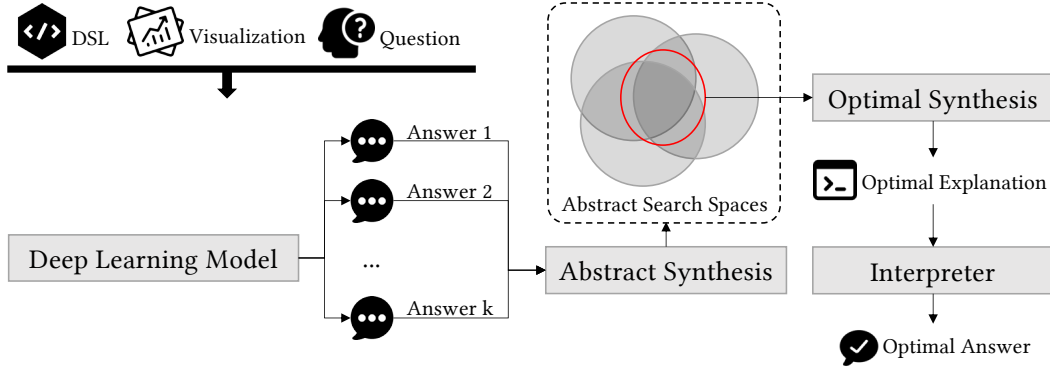 DSL
Visualization
Question
Deep Learning Model
Answer 1
Answer 2
...
Answer k
Abstract Search Spaces
Abstract Synthesis
Optimal Synthesis
Optimal Explanation
Interpreter
Optimal Answer